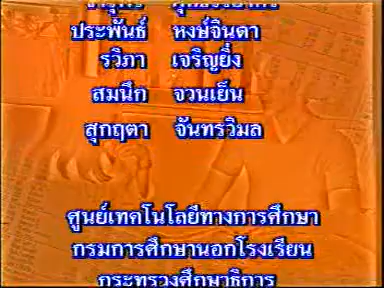 ประพันธ์ หงษ์จินดา
รวิภา เจริญยิ่ง
สมนึก จวนเย็น
สุกฤตา จันทรวิมล
ศูนย์เทคโนโลยีทางการศึกษา
กรมการศึกษานอกโรงเรียน
กระทรวงศึกษาธิการ